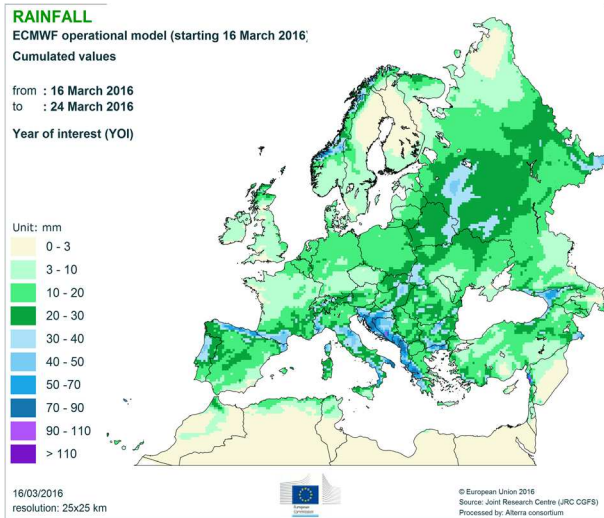 RAINFALL
ECMWF operational model (starting 16 March 2016)
Cumulated values
from : 16 March 2016
to : 24 March 2016
Year of interest (YOI)
Unit: mm
0 - 3
3 - 10
10 - 20
20 - 30
30 - 40
40 - 50
50 - 70
70 - 90
90 - 110
> 110
16/03/2016
resolution: 25x25 km
European
Commission
© European Union 2016
Source: Joint Research Centre (JRC CGFS)
Processed by: Alterra consortium